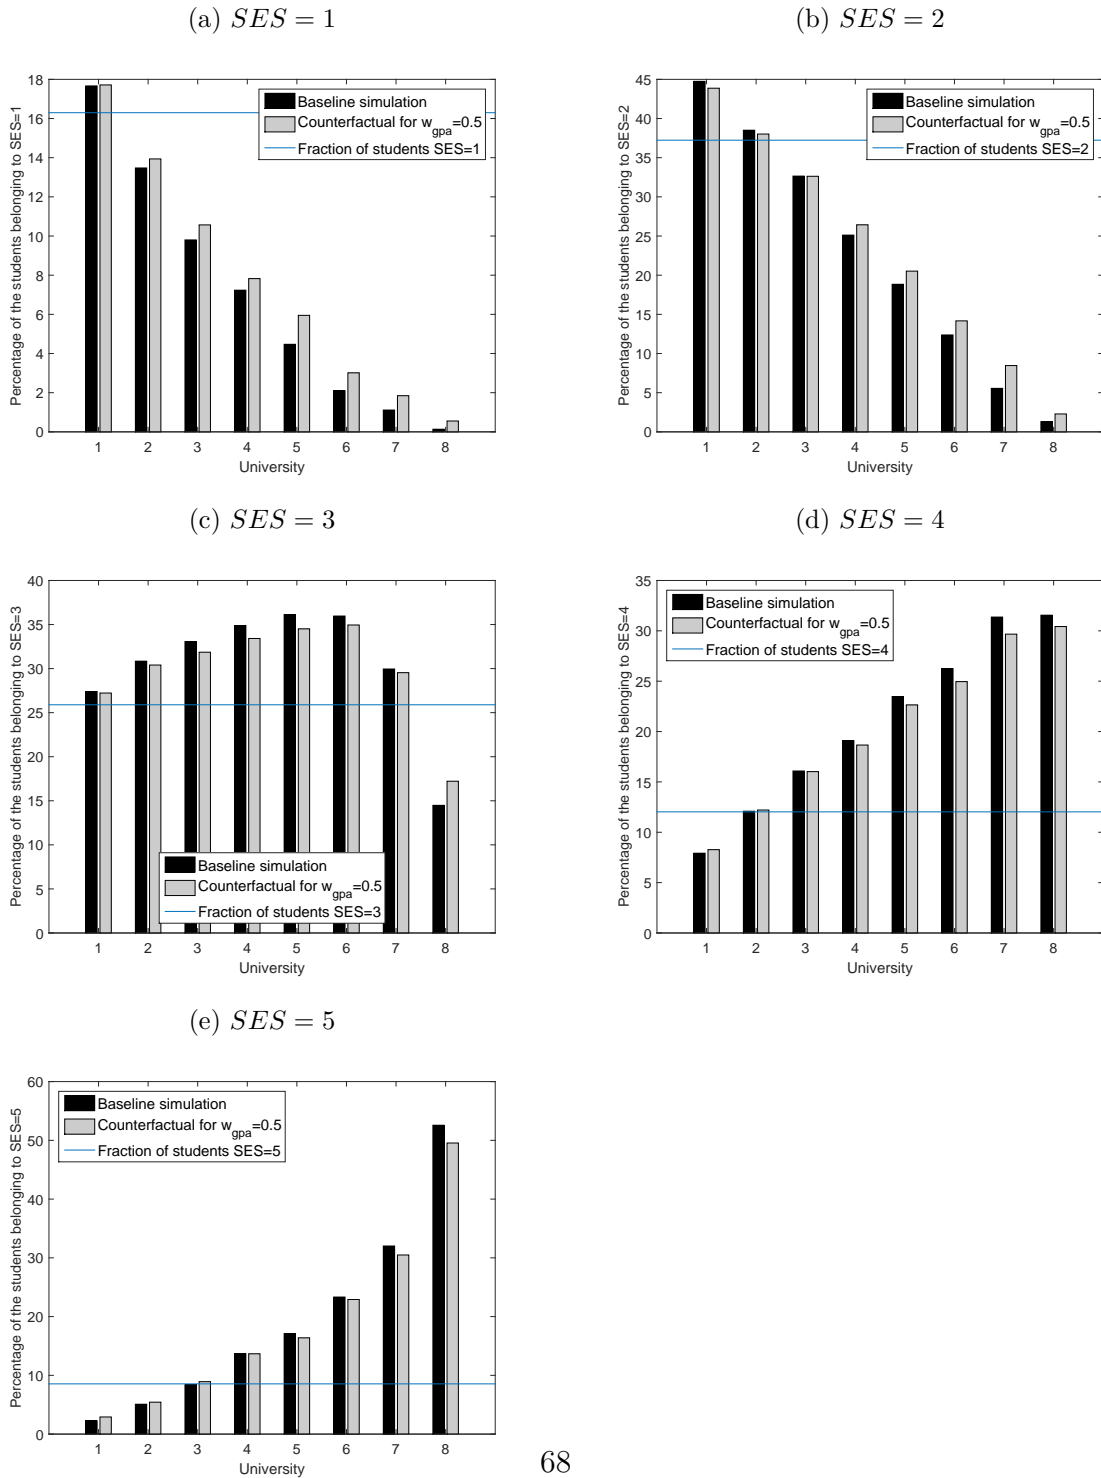 (a) SES = 1
Percentage of the students belonging to SES=1
18
16
14
12
10
8
6
4
2
0
Baseline simulation
Counterfactual for w_gpa=0.5
Fraction of students SES=1
1 2 3 4 5 6 7 8
University
(b) SES = 2
Percentage of the students belonging to SES=2
45
40
35
30
25
20
15
10
5
0
Baseline simulation
Counterfactual for w_gpa=0.5
Fraction of students SES=2
1 2 3 4 5 6 7 8
University
(c) SES = 3
Percentage of the students belonging to SES=3
40
35
30
25
20
15
10
5
0
Baseline simulation
Counterfactual for w_gpa=0.5
Fraction of students SES=3
1 2 3 4 5 6 7 8
University
(d) SES = 4
Percentage of the students belonging to SES=4
35
30
25
20
15
10
5
0
Baseline simulation
Counterfactual for w_gpa=0.5
Fraction of students SES=4
1 2 3 4 5 6 7 8
University
(e) SES = 5
Percentage of the students belonging to SES=5
60
50
40
30
20
10
0
Baseline simulation
Counterfactual for w_gpa=0.5
Fraction of students SES=5
1 2 3 4 5 6 7 8
University
68